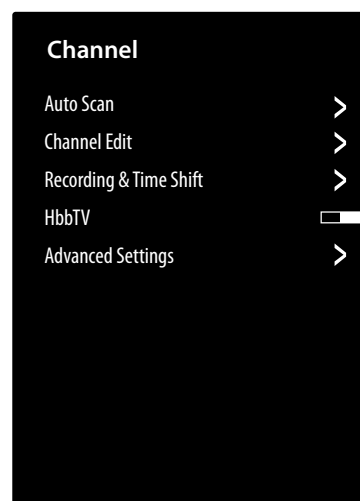 Channel
Auto Scan
Channel Edit
Recording & Time Shift
HbbTV
Advanced Settings